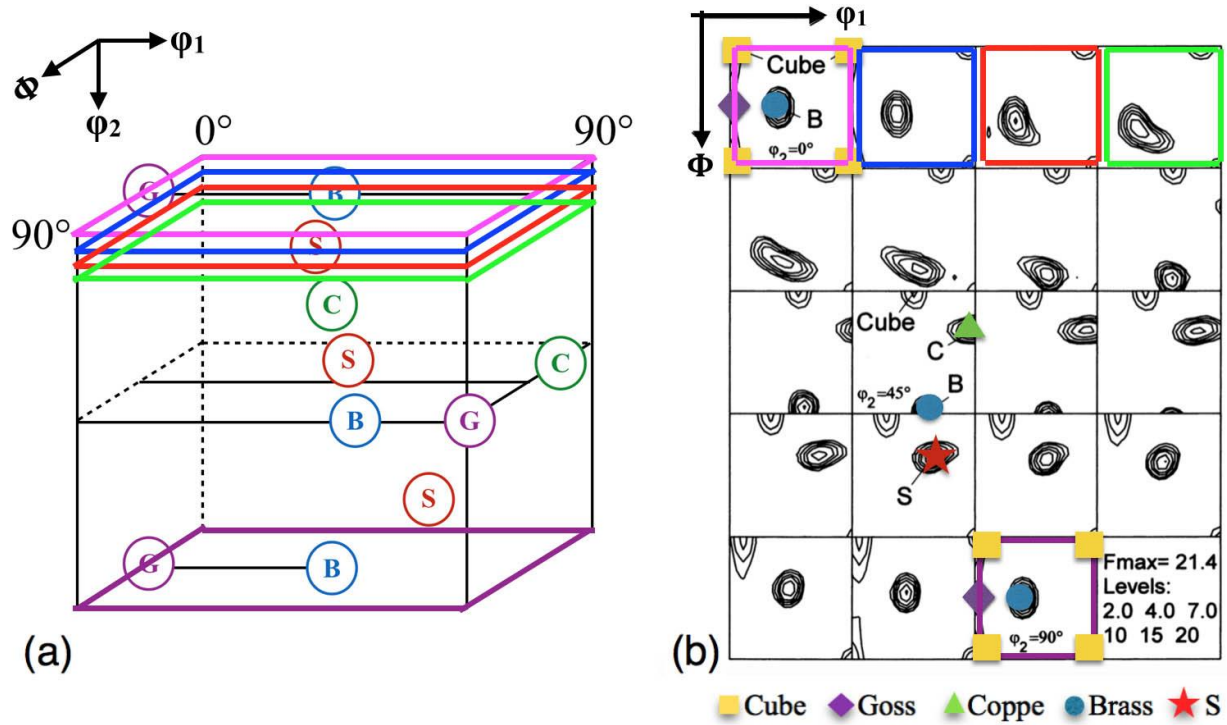 φ1
Φ
φ2
0°
90°
90°
G
B
S
C
S
C
B
G
S
G
B
(a)
φ1
Φ
Cube
B
φ2=0°
Cube
C
B
φ2=45°
S
φ2=90°
Fmax= 21.4
Levels:
2.0 4.0 7.0
10 15 20
(b)
Cube Goss Coppe Brass S